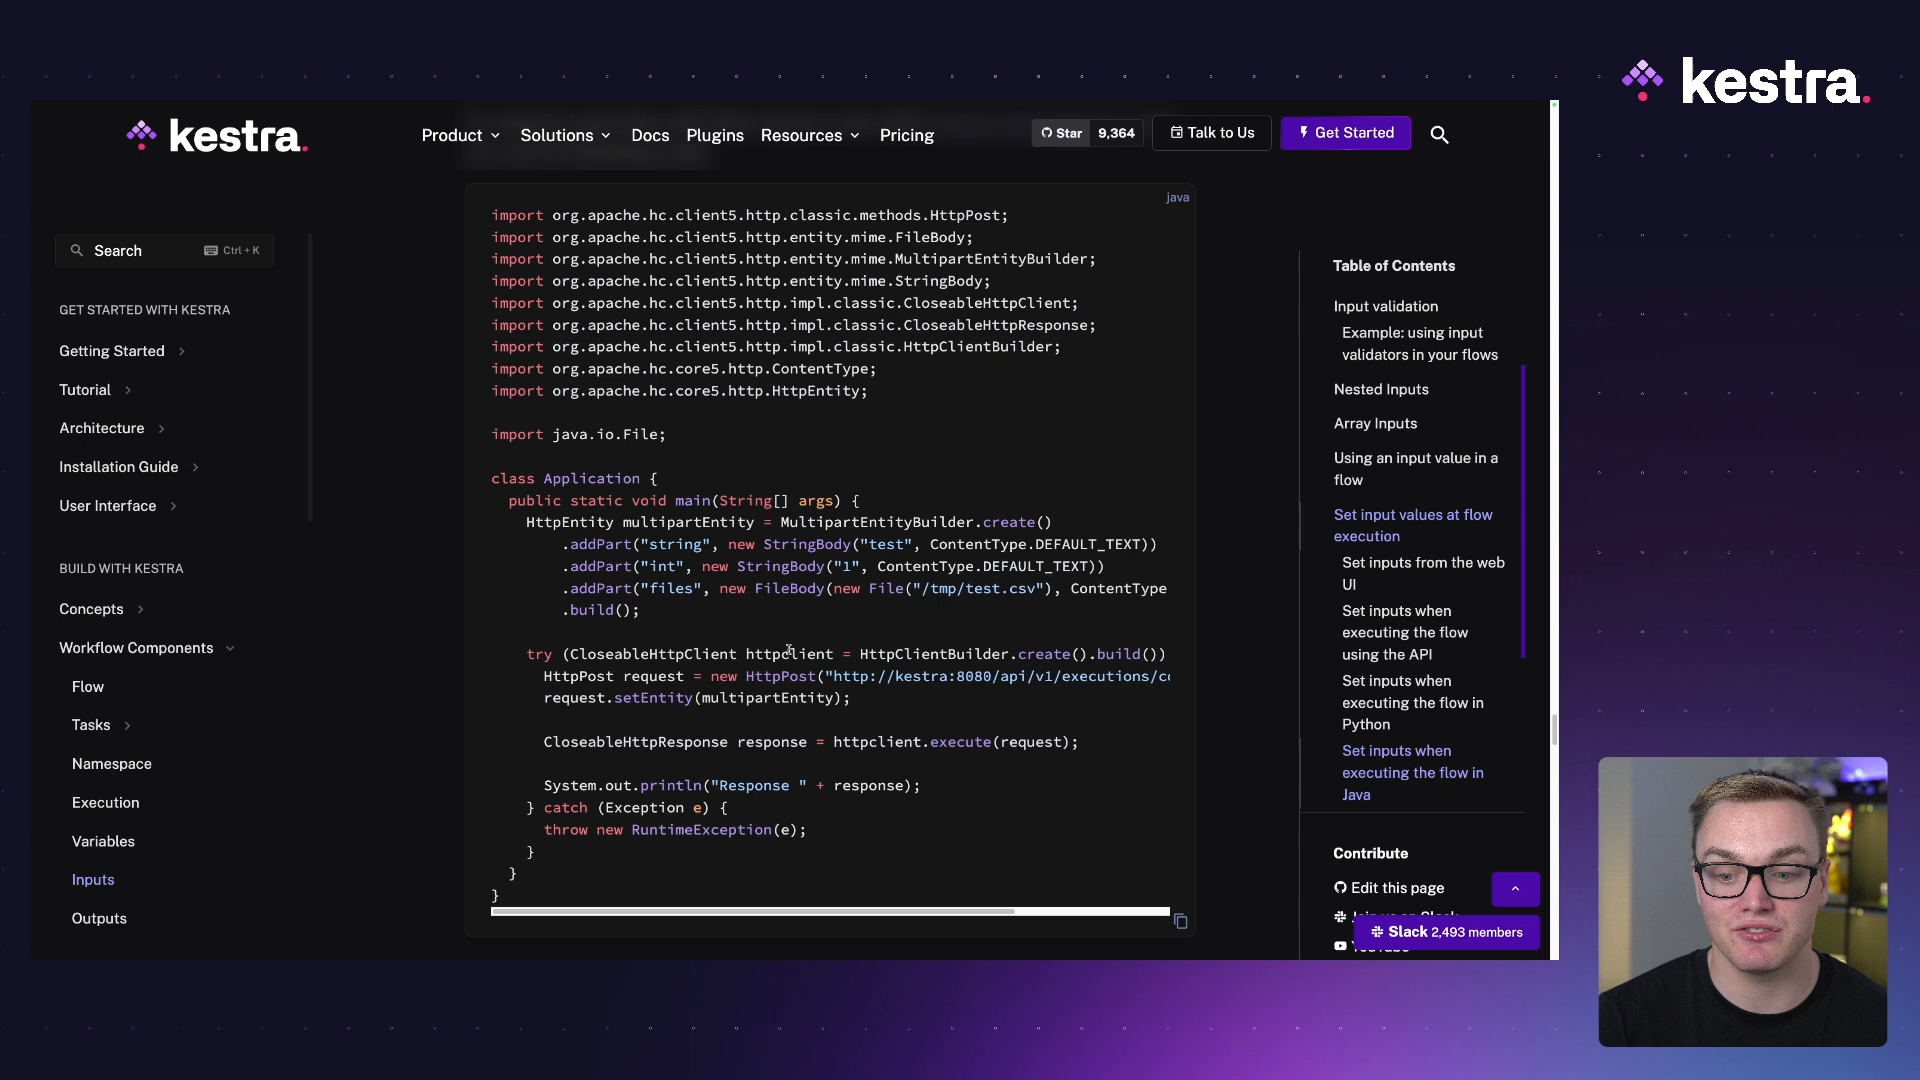 kestra.
kestra.
Product
Solutions
Docs
Plugins
Resources
Pricing
Star 9,364
Talk to Us
Get Started
Search Ctrl + K
GET STARTED WITH KESTRA
Getting Started
Tutorial
Architecture
Installation Guide
User Interface
BUILD WITH KESTRA
Concepts
Workflow Components
Flow
Tasks
Namespace
Execution
Variables
Inputs
Outputs
java
import org.apache.hc.client5.http.classic.methods.HttpPost;
import org.apache.hc.client5.http.entity.mime.FileBody;
import org.apache.hc.client5.http.entity.mime.MultipartEntityBuilder;
import org.apache.hc.client5.http.entity.mime.StringBody;
import org.apache.hc.client5.http.impl.classic.CloseableHttpClient;
import org.apache.hc.client5.http.impl.classic.CloseableHttpResponse;
import org.apache.hc.client5.http.impl.classic.HttpClientBuilder;
import org.apache.hc.core5.http.ContentType;
import org.apache.hc.core5.http.HttpEntity;
import java.io.File;
class Application {
public static void main(String[] args) {
HttpEntity multipartEntity = MultipartEntityBuilder.create()
.addPart("string", new StringBody("test", ContentType.DEFAULT_TEXT))
.addPart("int", new StringBody("1", ContentType.DEFAULT_TEXT))
.addPart("files", new FileBody(new File("/tmp/test.csv"), ContentType
.build();
try (CloseableHttpClient httpclient = HttpClientBuilder.create().build())
HttpPost request = new HttpPost("http://kestra:8080/api/v1/executions/co
request.setEntity(multipartEntity);
CloseableHttpResponse response = httpclient.execute(request);
System.out.println("Response " + response);
} catch (Exception e) {
throw new RuntimeException(e);
}
}
}
Table of Contents
Input validation
Example: using input
validators in your flows
Nested Inputs
Array Inputs
Using an input value in a
flow
Set input values at flow
execution
Set inputs from the web
UI
Set inputs when
executing the flow
using the API
Set inputs when
executing the flow in
Python
Set inputs when
executing the flow in
Java
Contribute
Edit this page
Slack 2,493 members